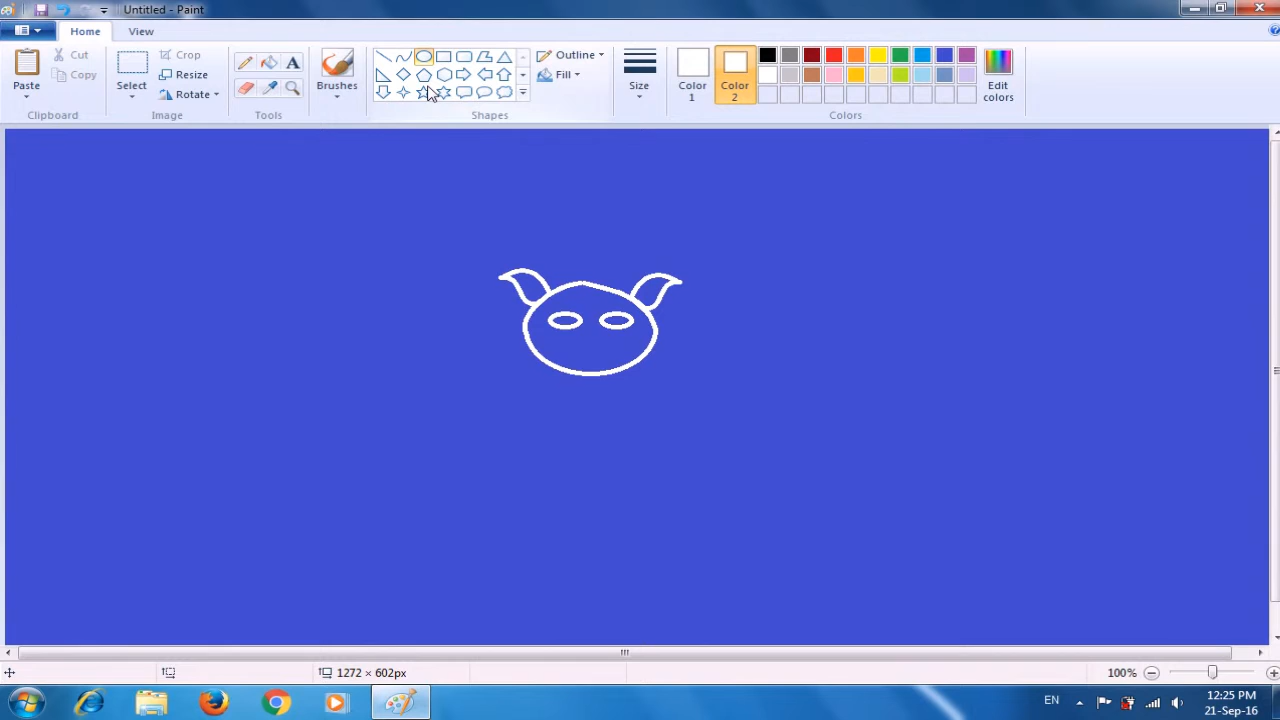 Untitled - Paint
Home View
Paste
Cut
Copy
Clipboard
Select
Crop
Resize
Rotate
Image
A
Tools
Brushes
Outline
Fill
Shapes
Size
Color 1
Color 2
Edit colors
Colors
1272 × 602px
100%
EN
12:25 PM
21-Sep-16